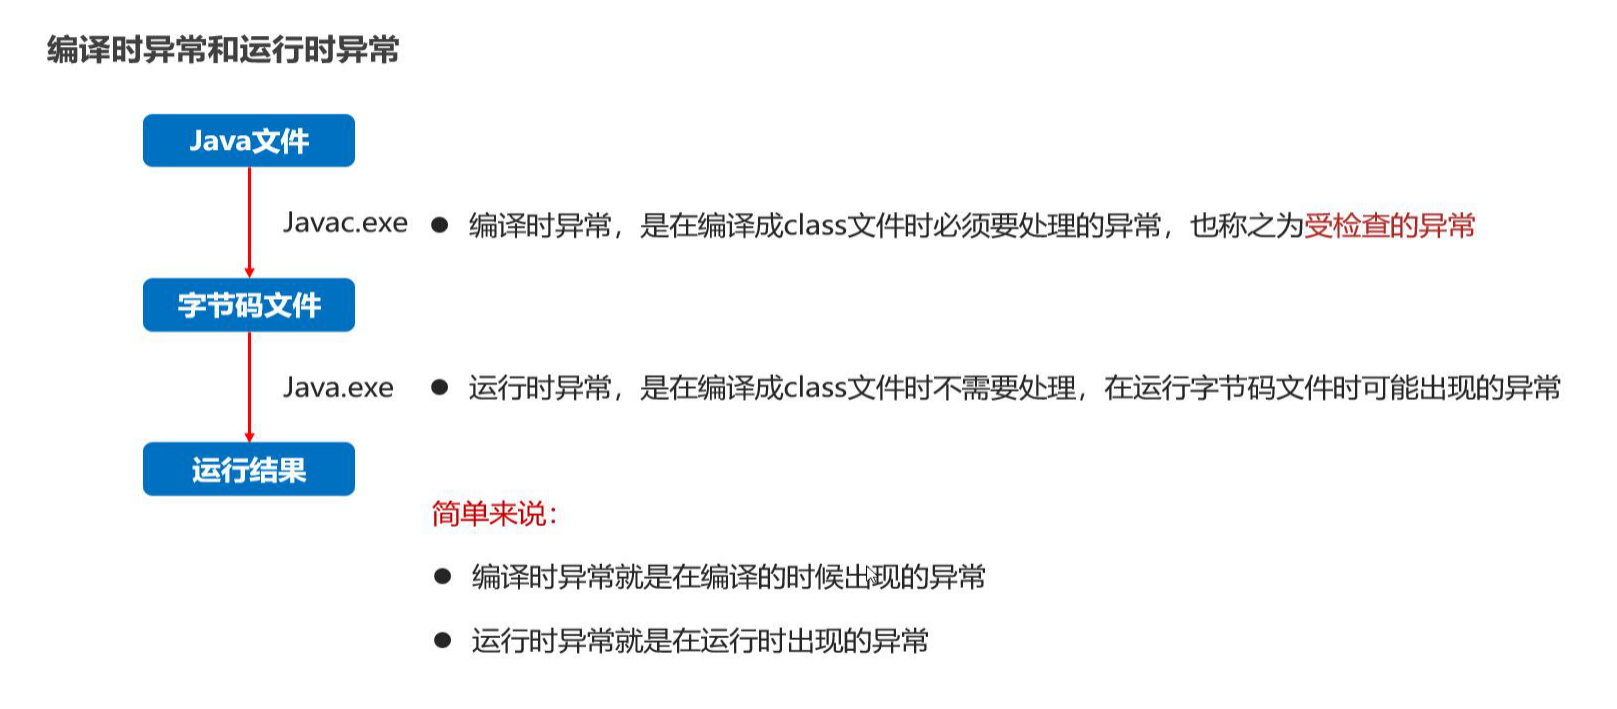 编译时异常和运行时异常
Java文件
Javac.exe
● 编译时异常，是在编译成class文件时必须要处理的异常，也称之为受检查的异常
字节码文件
Java.exe
● 运行时异常，是在编译成class文件时不需要处理，在运行字节码文件时可能出现的异常
运行结果
简单来说：
● 编译时异常就是在编译的时候出现的异常
● 运行时异常就是在运行时出现的异常